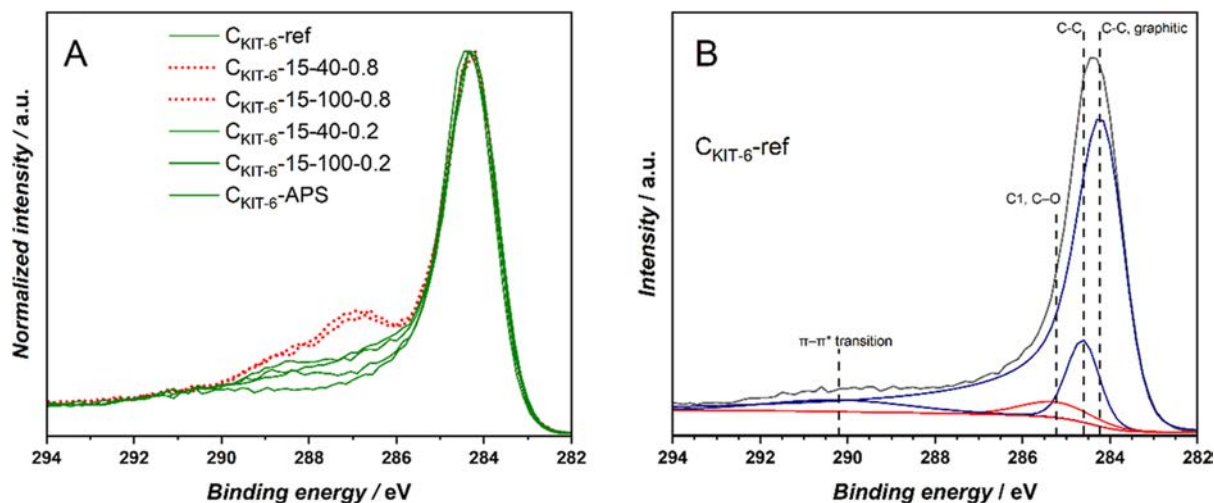 A
C_KIT-6-ref
C_KIT-6-15-40-0.8
C_KIT-6-15-100-0.8
C_KIT-6-15-40-0.2
C_KIT-6-15-100-0.2
C_KIT-6-APS
Normalized intensity / a.u.
294 292 290 288 286 284 282
Binding energy / eV
B
C-C
C-C, graphitic
C_KIT-6-ref
C1, C–O
π–π* transition
Intensity / a.u.
294 292 290 288 286 284 282
Binding energy / eV